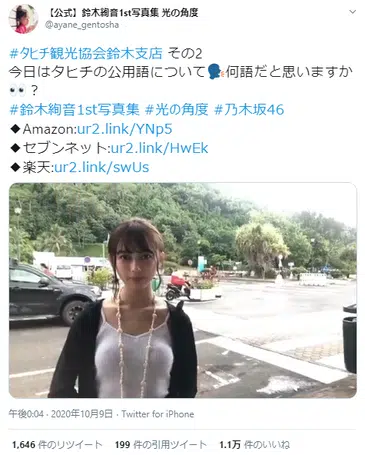 【公式】鈴木絢音1st写真集 光の角度
@ayane_gentosha
#タヒチ観光協会鈴木支店 その2
今日はタヒチの公用語について🗣何語だと思いますか
👀？
#鈴木絢音1st写真集 #光の角度 #乃木坂46
◆Amazon:ur2.link/YNp5
◆セブンネット:ur2.link/HwEk
◆楽天:ur2.link/swUs
午後0:04 · 2020年10月9日 · Twitter for iPhone
1,646 件のリツイート 199 件の引用ツイート 1.1万 件のいいね